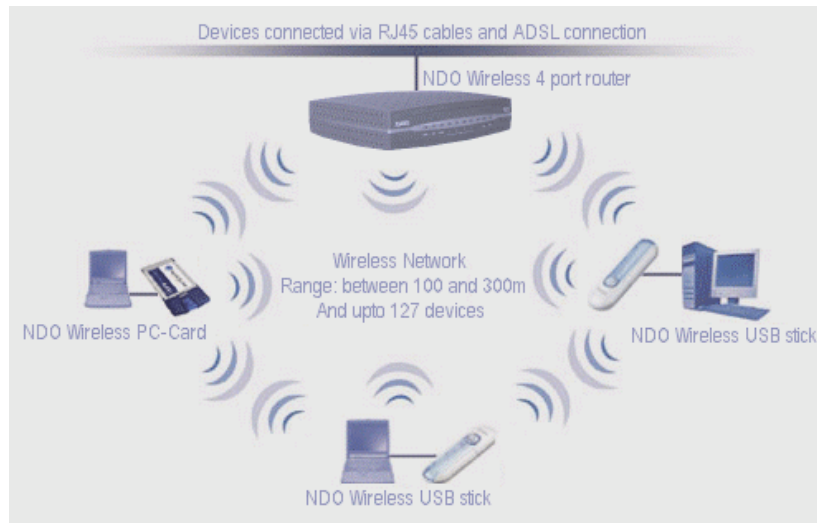 Devices connected via RJ45 cables and ADSL connection
NDO Wireless 4 port router
Wireless Network
Range: between 100 and 300m
And upto 127 devices
NDO Wireless PC-Card
NDO Wireless USB stick
NDO Wireless USB stick